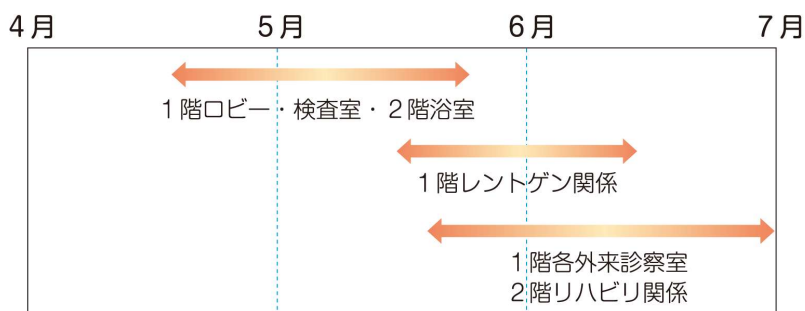 4月 5月 6月 7月
1階ロビー・検査室・2階浴室
1階レントゲン関係
1階各外来診察室
2階リハビリ関係